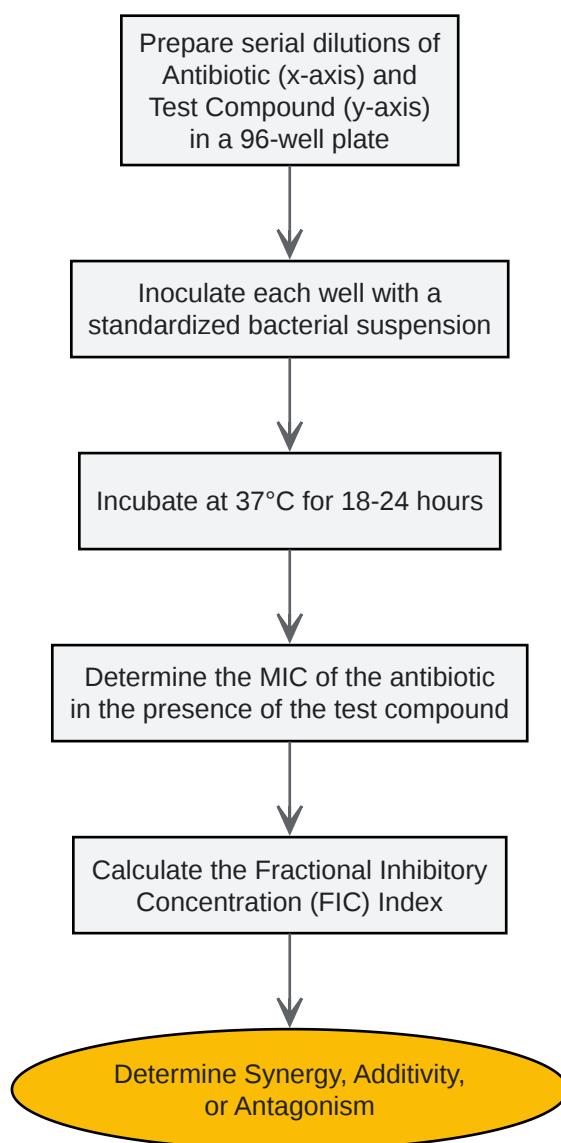 Prepare serial dilutions of
Antibiotic (x-axis) and
Test Compound (y-axis)
in a 96-well plate
Inoculate each well with a
standardized bacterial suspension
Incubate at 37°C for 18-24 hours
Determine the MIC of the antibiotic
in the presence of the test compound
Calculate the Fractional Inhibitory
Concentration (FIC) Index
Determine Synergy, Additivity,
or Antagonism